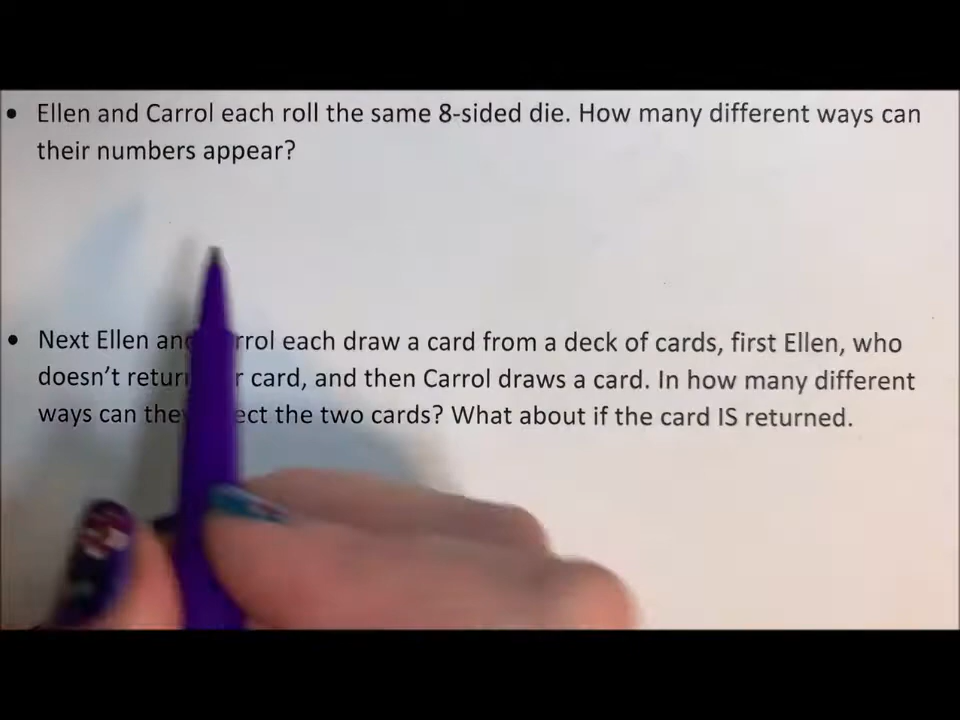 • Ellen and Carrol each roll the same 8-sided die. How many different ways can
their numbers appear?
• Next Ellen each draw a card from a deck of cards, first Ellen, who
doesn't card, and then Carrol draws a card. In how many different
ways can the two cards? What about if the card IS returned.